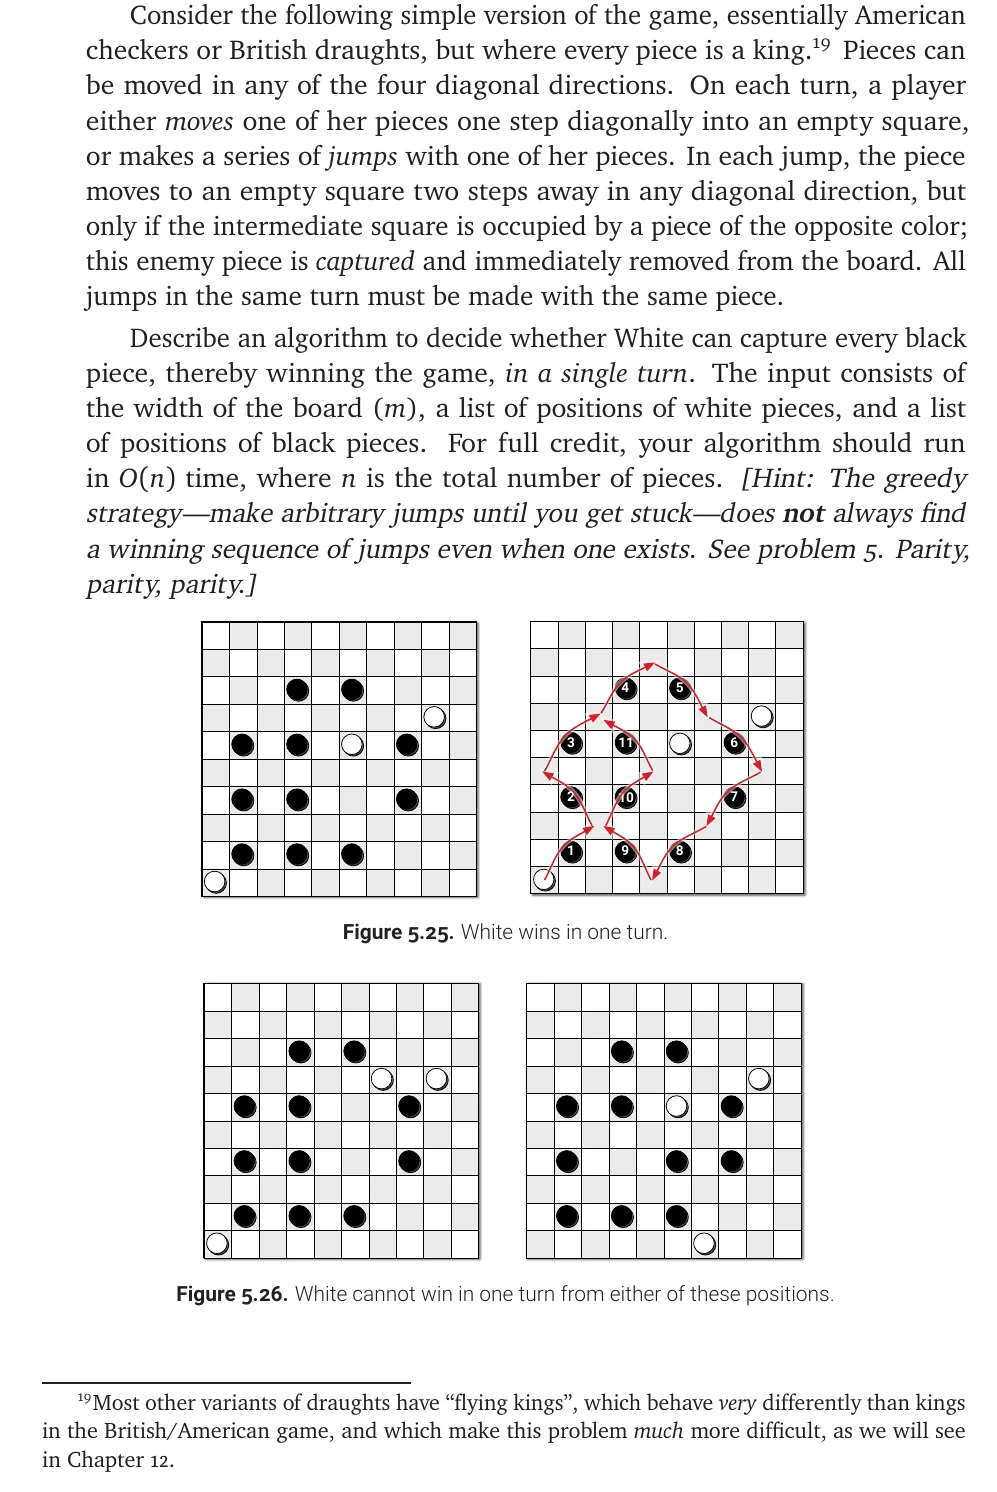 Consider the following simple version of the game, essentially American
checkers or British draughts, but where every piece is a king.¹⁹ Pieces can
be moved in any of the four diagonal directions. On each turn, a player
either moves one of her pieces one step diagonally into an empty square,
or makes a series of jumps with one of her pieces. In each jump, the piece
moves to an empty square two steps away in any diagonal direction, but
only if the intermediate square is occupied by a piece of the opposite color;
this enemy piece is captured and immediately removed from the board. All
jumps in the same turn must be made with the same piece.
Describe an algorithm to decide whether White can capture every black
piece, thereby winning the game, in a single turn. The input consists of
the width of the board (m), a list of positions of white pieces, and a list
of positions of black pieces. For full credit, your algorithm should run
in O(n) time, where n is the total number of pieces. [Hint: The greedy
strategy—make arbitrary jumps until you get stuck—does not always find
a winning sequence of jumps even when one exists. See problem 5. Parity,
parity, parity.]
4 5
3 11 6
2 10 7
1 9 8
Figure 5.25. White wins in one turn.
Figure 5.26. White cannot win in one turn from either of these positions.
¹⁹Most other variants of draughts have “flying kings”, which behave very differently than kings
in the British/American game, and which make this problem much more difficult, as we will see
in Chapter 12.